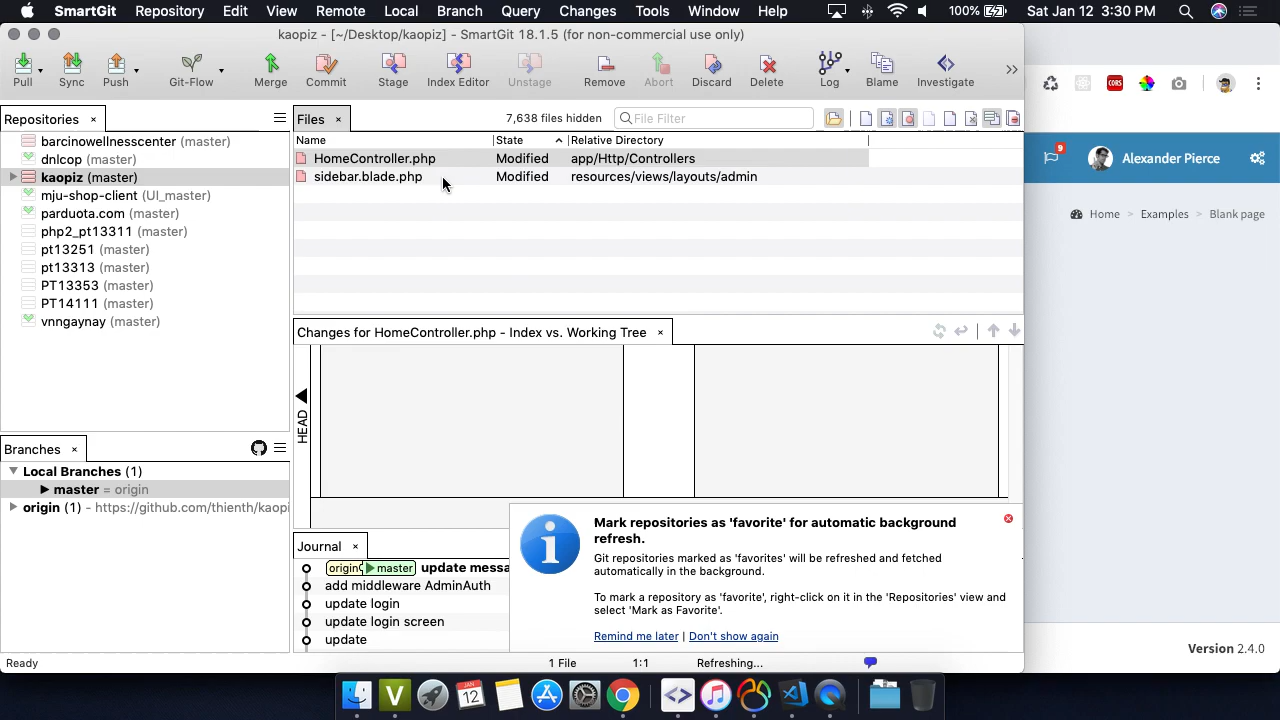 SmartGit Repository Edit View Remote Local Branch Query Changes Tools Window Help 100% Sat Jan 12 3:30 PM
kaopiz - [~/Desktop/kaopiz] - SmartGit 18.1.5 (for non-commercial use only)
Pull Sync Push Git-Flow Merge Commit Stage Index Editor Unstage Remove Abort Discard Delete Log Blame Investigate »
CORS
Repositories ×
Files × 7,638 files hidden File Filter
Name State Relative Directory
barcinowellnesscenter (master)
dnlcop (master)
kaopiz (master)
mju-shop-client (UI_master)
parduota.com (master)
php2_pt13311 (master)
pt13251 (master)
pt13313 (master)
PT13353 (master)
PT14111 (master)
vnngaynay (master)
HomeController.php Modified app/Http/Controllers
sidebar.blade.php Modified resources/views/layouts/admin
9 Alexander Pierce
Home > Examples > Blank page
Changes for HomeController.php - Index vs. Working Tree ×
HEAD
Branches ×
Local Branches (1)
master = origin
origin (1) - https://github.com/thienth/kaopi
Journal ×
origin master update messa
add middleware AdminAuth
update login
update login screen
update
Mark repositories as 'favorite' for automatic background
refresh.
Git repositories marked as 'favorites' will be refreshed and fetched
automatically in the background.
To mark a repository as 'favorite', right-click on it in the 'Repositories' view and
select 'Mark as Favorite'.
Remind me later | Don't show again
Version 2.4.0
Ready 1 File 1:1 Refreshing...
V
JAN
12